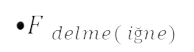 •F delme( iğne)